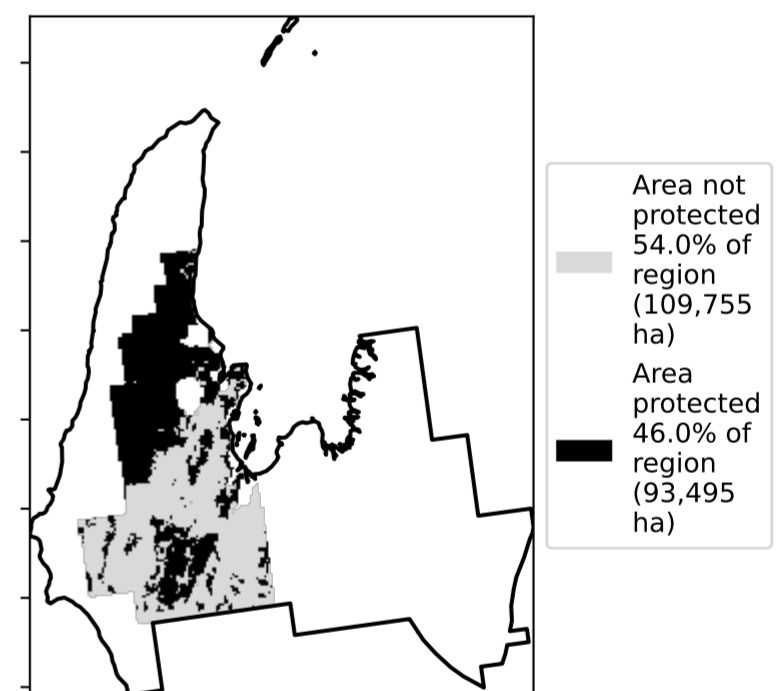 Area not
protected
54.0% of
region
(109,755
ha)
Area
protected
46.0% of
region
(93,495
ha)